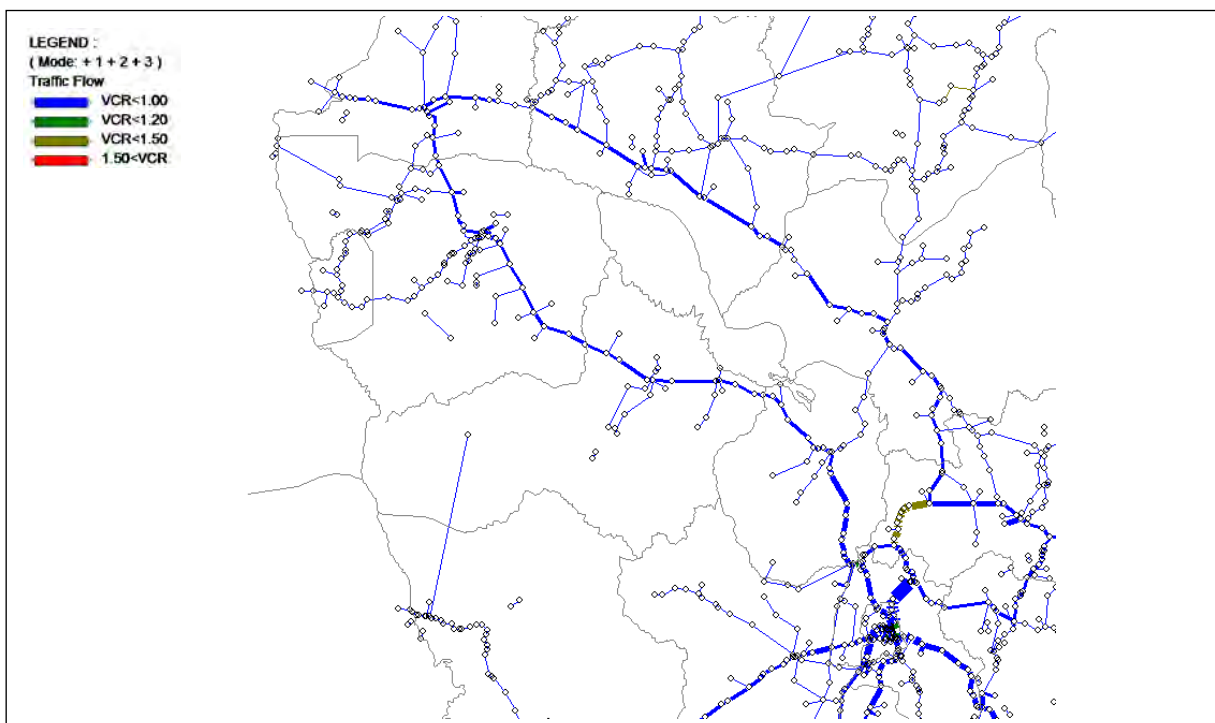 LEGEND :
( Mode: + 1 + 2 + 3 )
Traffic Flow
VCR<1.00
VCR<1.20
VCR<1.50
1.50<VCR